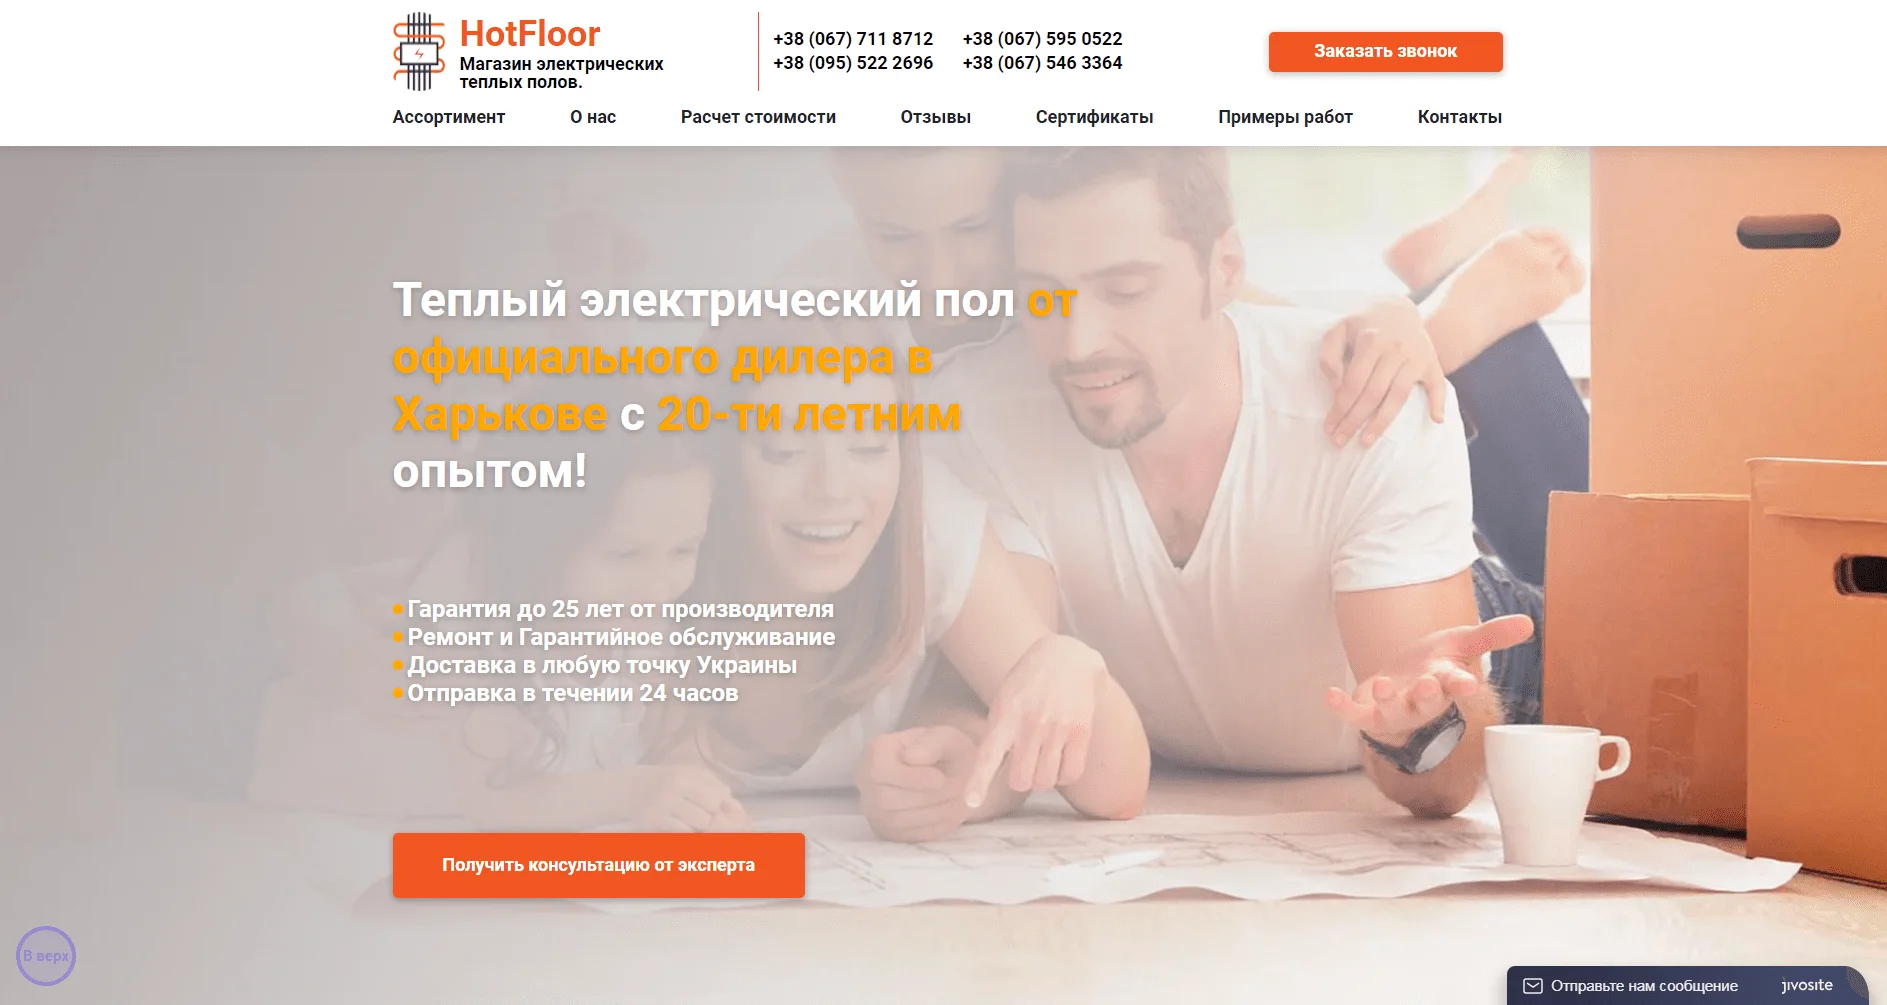 HotFloor
Магазин электрических
теплых полов.
+38 (067) 711 8712 +38 (067) 595 0522
+38 (095) 522 2696 +38 (067) 546 3364
Заказать звонок
Ассортимент О нас Расчет стоимости Отзывы Сертификаты Примеры работ Контакты
Теплый электрический пол от
официального дилера в
Харькове с 20-ти летним
опытом!
Гарантия до 25 лет от производителя
Ремонт и Гарантийное обслуживание
Доставка в любую точку Украины
Отправка в течении 24 часов
Получить консультацию от эксперта
В верх
Отправьте нам сообщение jivosite